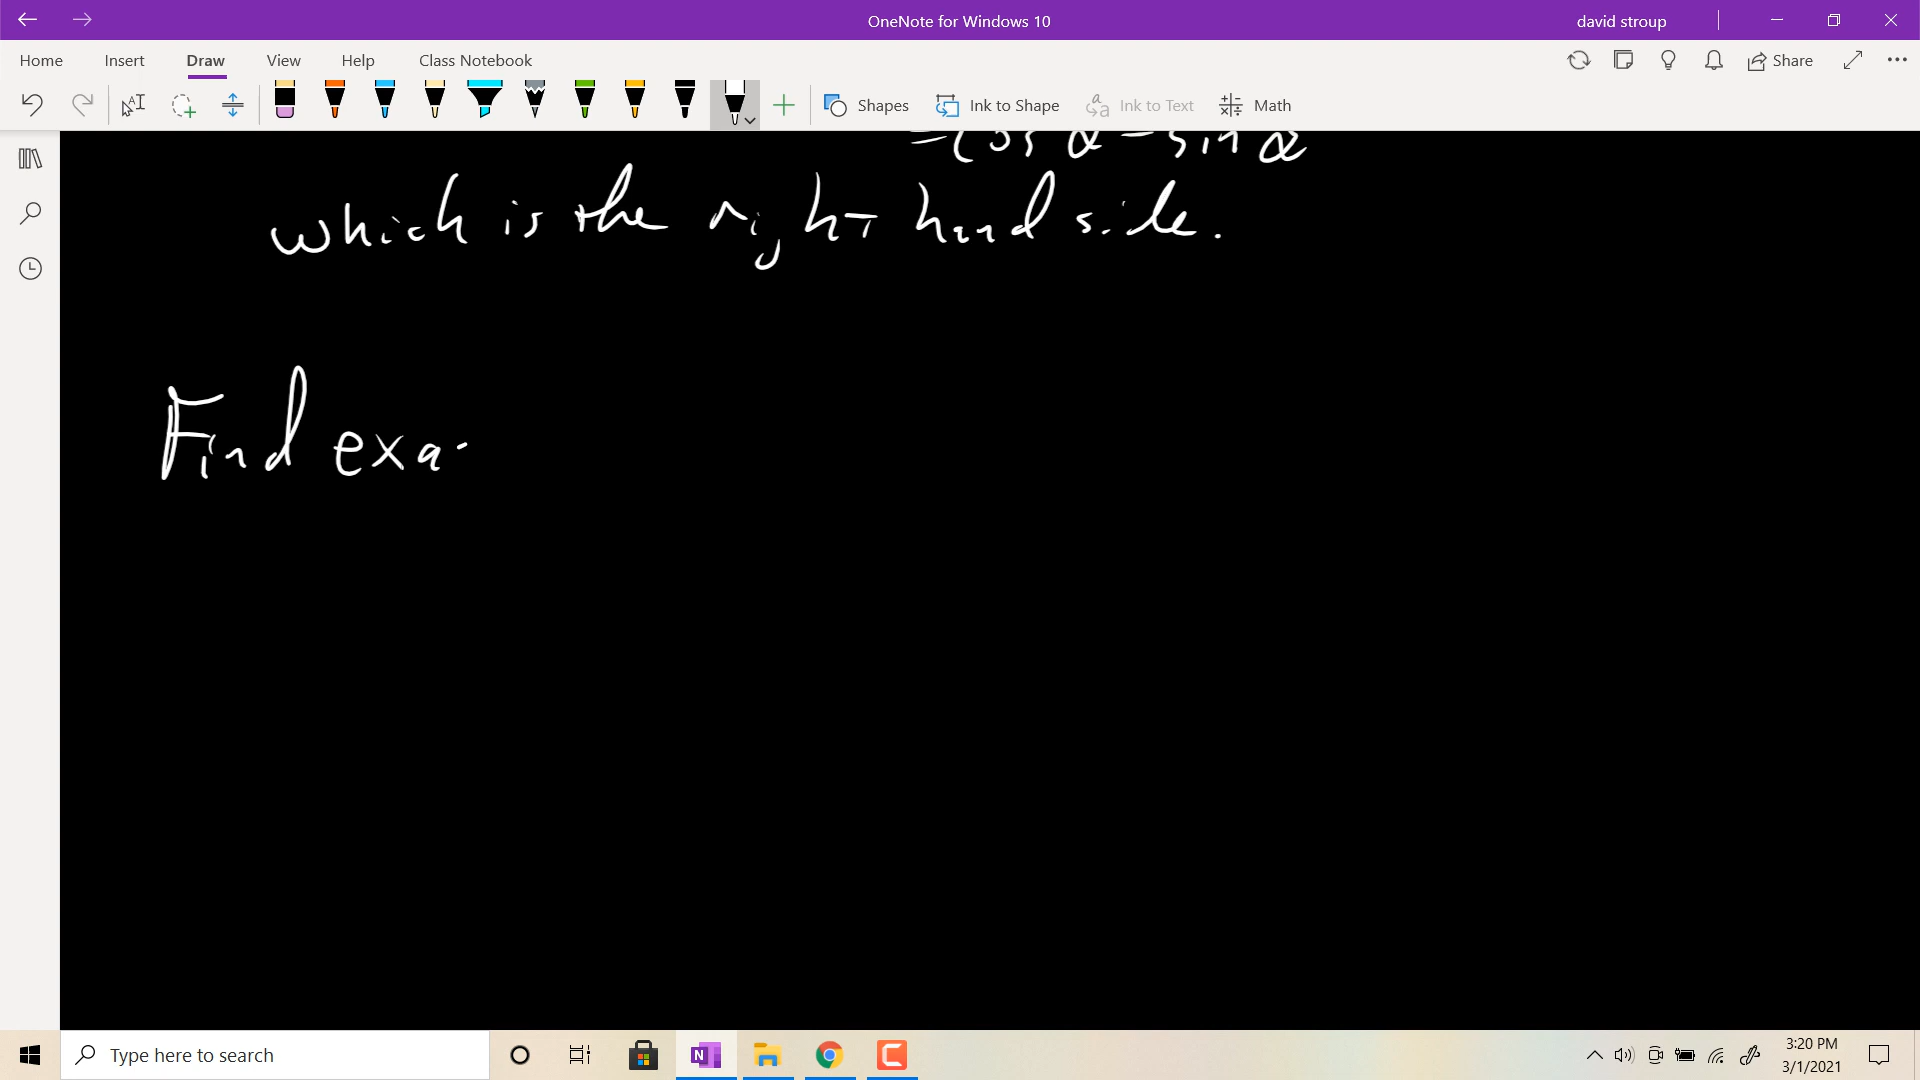 OneNote for Windows 10
david stroup
Home Insert Draw View Help Class Notebook
Share
Shapes Ink to Shape Ink to Text Math
=cos α - sin α
which is the right hand side.
Find exa
Type here to search
3:20 PM
3/1/2021